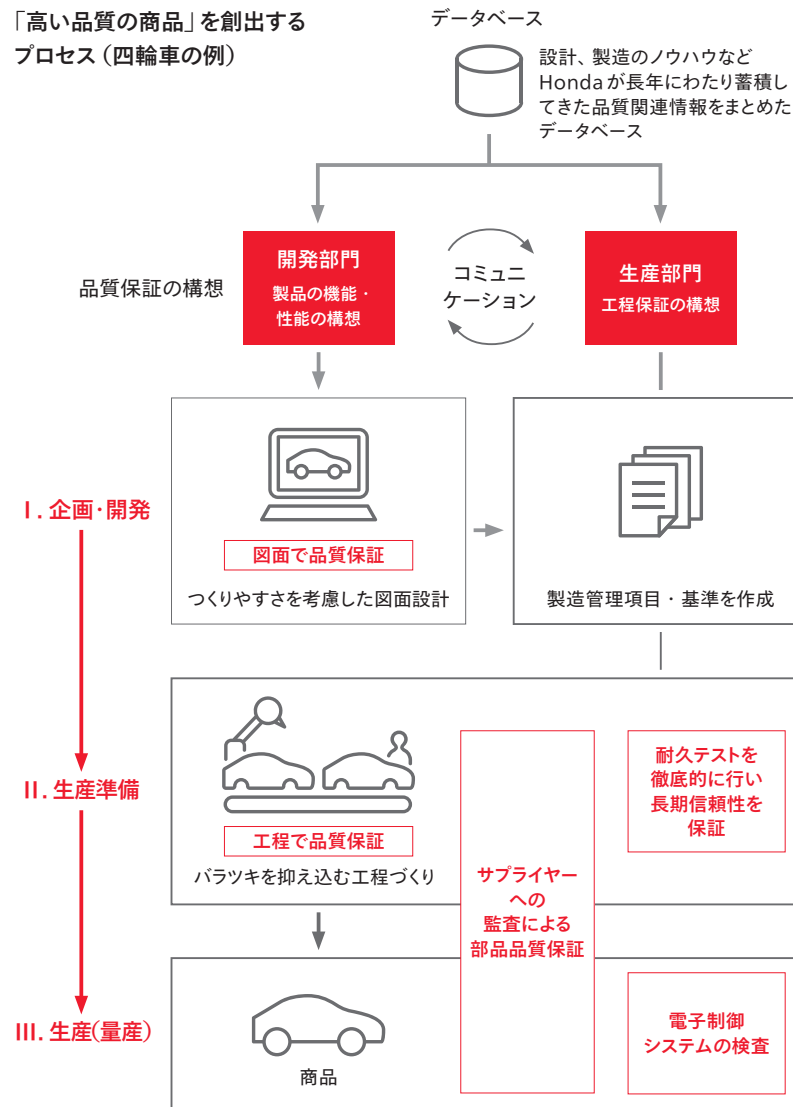 「高い品質の商品」を創出する
プロセス（四輪車の例）
データベース
設計、製造のノウハウなど
Hondaが長年にわたり蓄積し
てきた品質関連情報をまとめた
データベース
品質保証の構想
開発部門
製品の機能・
性能の構想
コミュニ
ケーション
生産部門
工程保証の構想
Ⅰ. 企画・開発
図面で品質保証
つくりやすさを考慮した図面設計
製造管理項目・基準を作成
Ⅱ. 生産準備
工程で品質保証
バラツキを抑え込む工程づくり
サプライヤー
への
監査による
部品品質保証
耐久テストを
徹底的に行い
長期信頼性を
保証
Ⅲ. 生産(量産)
商品
電子制御
システムの検査